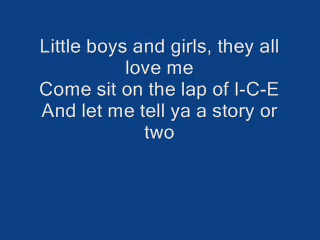 Little boys and girls, they all
love me
Come sit on the lap of I-C-E
And let me tell ya a story or
two